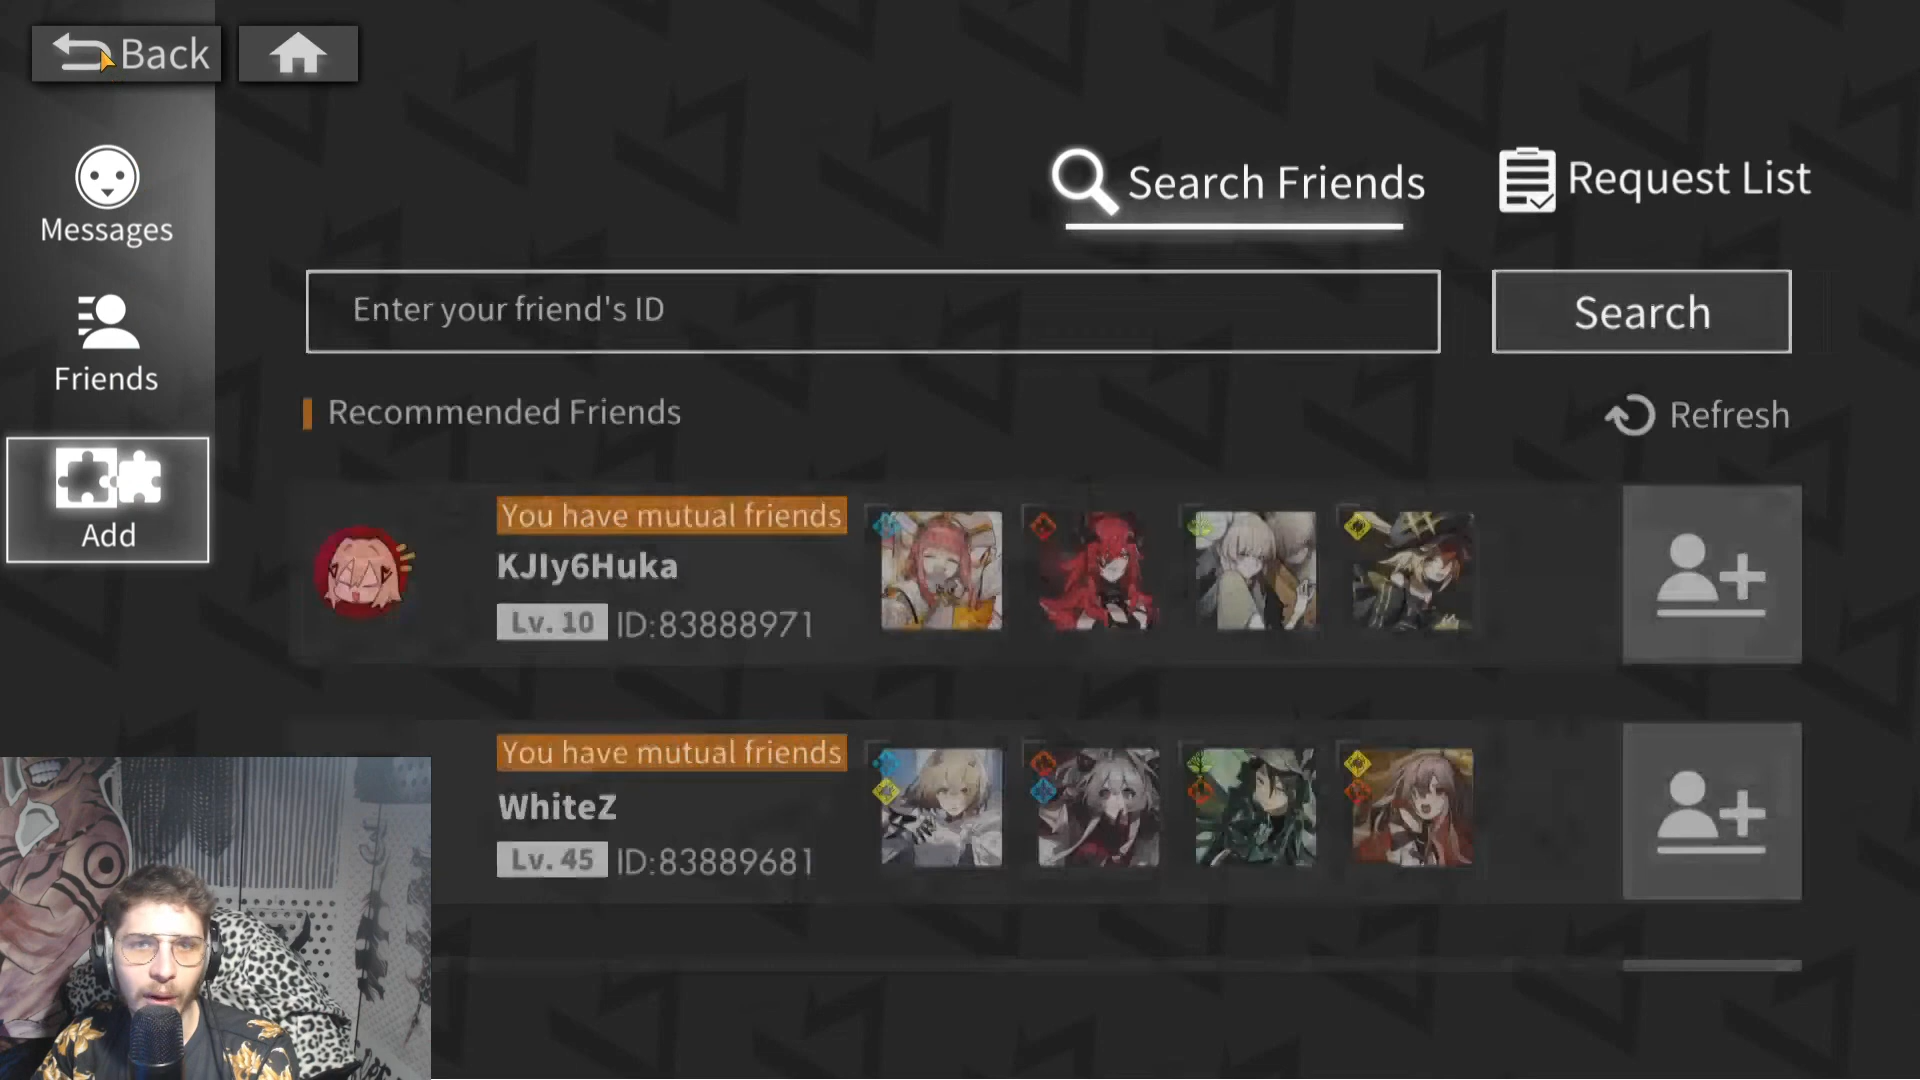 Back
Messages
Friends
Add
Search Friends
Request List
Enter your friend's ID
Search
Recommended Friends
Refresh
You have mutual friends
KJIy6Huka
Lv. 10 ID:83888971
You have mutual friends
WhiteZ
Lv. 45 ID:83889681